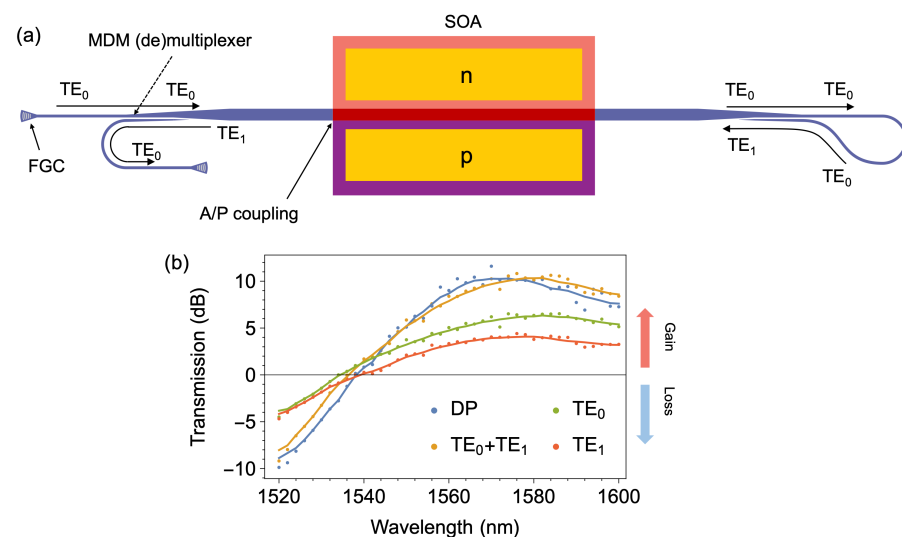 (a)
SOA
MDM (de)multiplexer
n
TE₀ TE₀
TE₀ TE₀
TE₁
TE₁
TE₀
FGC
p
TE₀
A/P coupling
(b)
Transmission (dB)
10
5
0
−5
−10
DP
TE₀
TE₀+TE₁
TE₁
Gain
Loss
1520 1540 1560 1580 1600
Wavelength (nm)